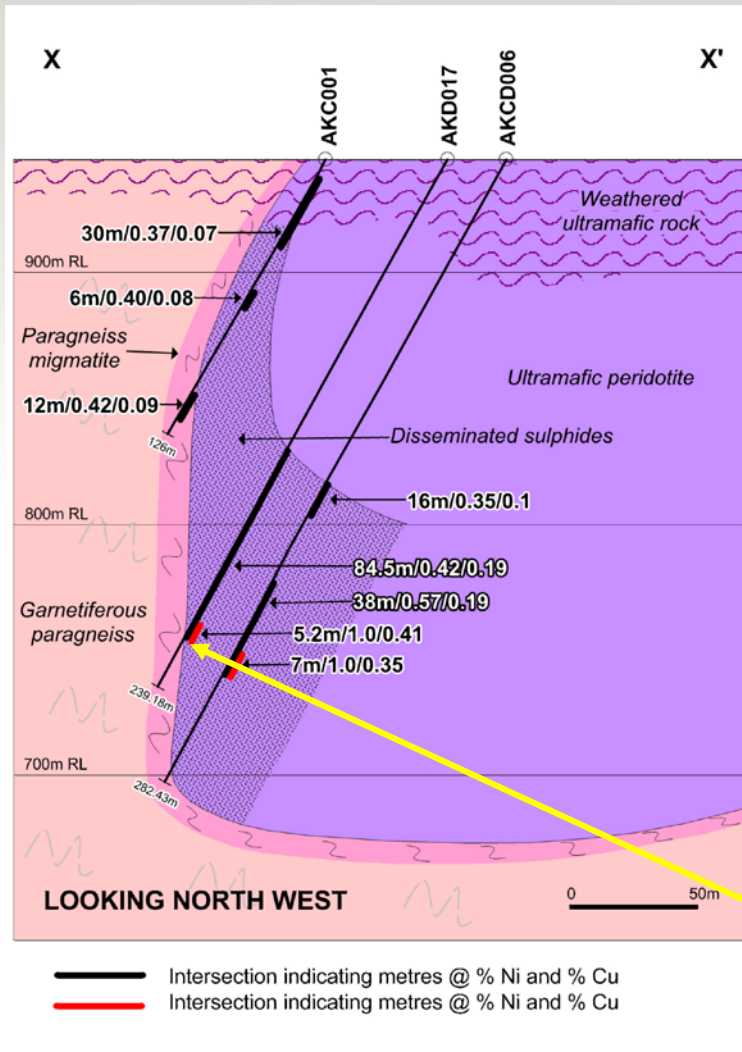 X
X'
AKC001
AKD017
AKCD006
Weathered
ultramafic rock
30m/0.37/0.07
900m RL
6m/0.40/0.08
Paragneiss
migmatite
Ultramafic peridotite
12m/0.42/0.09
126m
Disseminated sulphides
16m/0.35/0.1
800m RL
84.5m/0.42/0.19
38m/0.57/0.19
Garnetiferous
paragneiss
5.2m/1.0/0.41
7m/1.0/0.35
239.18m
700m RL
282.43m
LOOKING NORTH WEST
0 50m
Intersection indicating metres @ % Ni and % Cu
Intersection indicating metres @ % Ni and % Cu